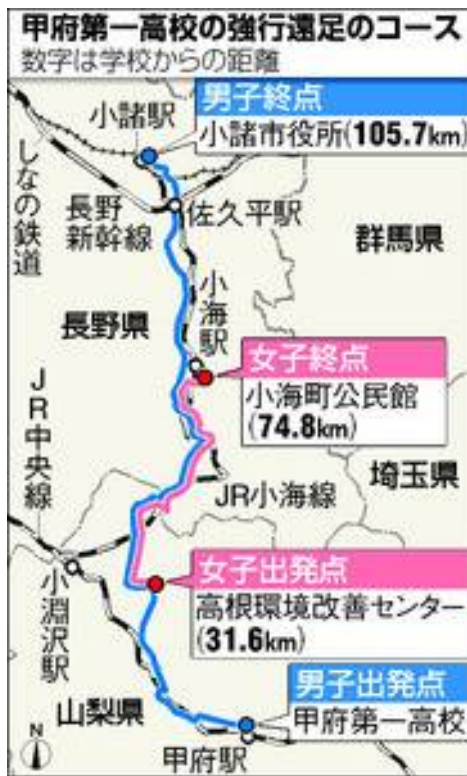 甲府第一高校の強行遠足のコース
数字は学校からの距離
男子終点
小諸市役所(105.7km)
小諸駅
しなの鉄道
長野
新幹線
佐久平駅
群馬県
小海駅
長野県
女子終点
小海町公民館
(74.8km)
JR中央線
埼玉県
JR小海線
女子出発点
高根環境改善センター
(31.6km)
小淵沢駅
男子出発点
甲府第一高校
山梨県
N
甲府駅